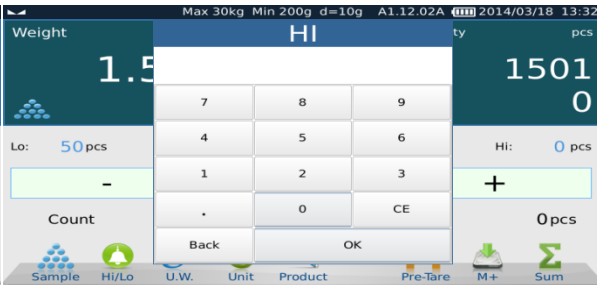 Max 30kg Min 200g d=10g A1.12.02A 2014/03/18 13:32
Weight HI ty pcs
1.5 1501
0
7 8 9
4 5 6
Lo: 50 pcs Hi: 0 pcs
1 2 3
- +
. 0 CE
Count 0 pcs
Back OK
Sample Hi/Lo U.W. Unit Product Pre-Tare M+ Sum